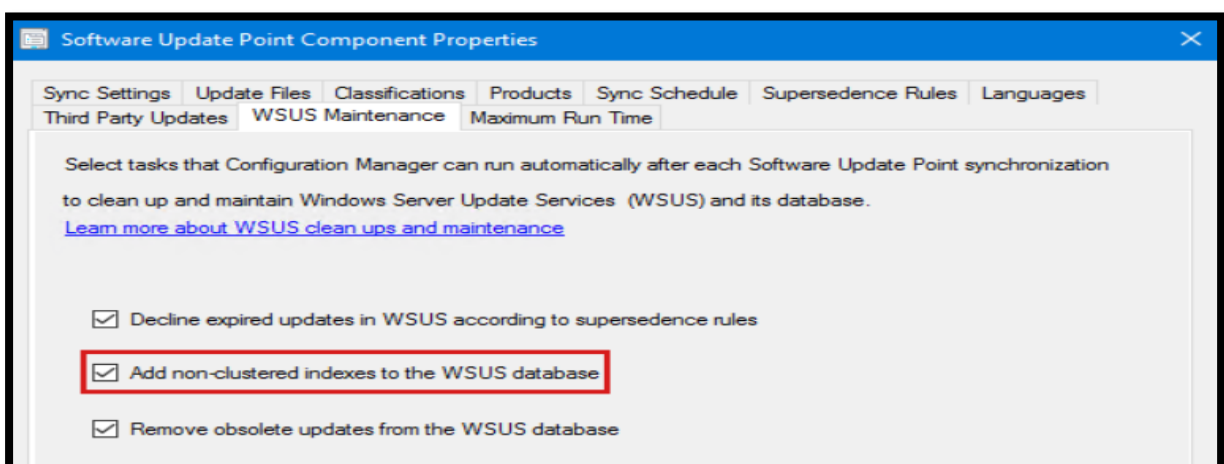 Software Update Point Component Properties
Sync Settings Update Files Classifications Products Sync Schedule Supersedence Rules Languages
Third Party Updates WSUS Maintenance Maximum Run Time
Select tasks that Configuration Manager can run automatically after each Software Update Point synchronization
to clean up and maintain Windows Server Update Services (WSUS) and its database.
Learn more about WSUS clean ups and maintenance
Decline expired updates in WSUS according to supersedence rules
Add non-clustered indexes to the WSUS database
Remove obsolete updates from the WSUS database